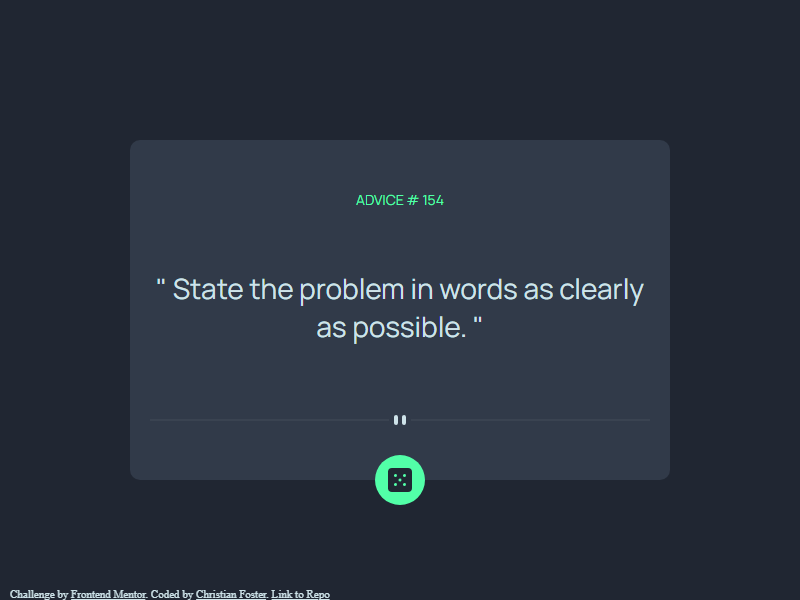 ADVICE # 154
" State the problem in words as clearly
as possible. "
Challenge by Frontend Mentor. Coded by Christian Foster. Link to Repo